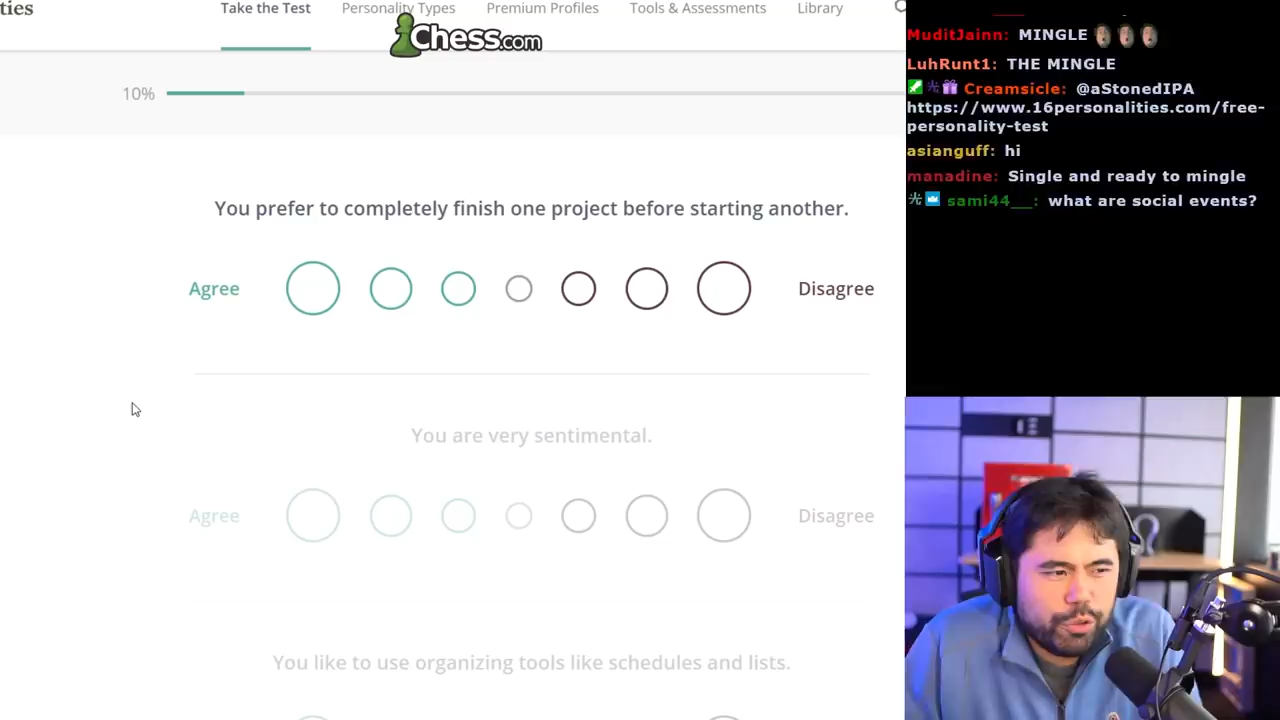 ties
Take the Test
Personality Types
Premium Profiles
Tools & Assessments
Library
Chess.com
10%
You prefer to completely finish one project before starting another.
Agree
Disagree
You are very sentimental.
Agree
Disagree
You like to use organizing tools like schedules and lists.
MuditJainn: MINGLE
LuhRunt1: THE MINGLE
Creamsicle: @aStonedIPA
https://www.16personalities.com/free-
personality-test
asianguff: hi
manadine: Single and ready to mingle
sami44__: what are social events?